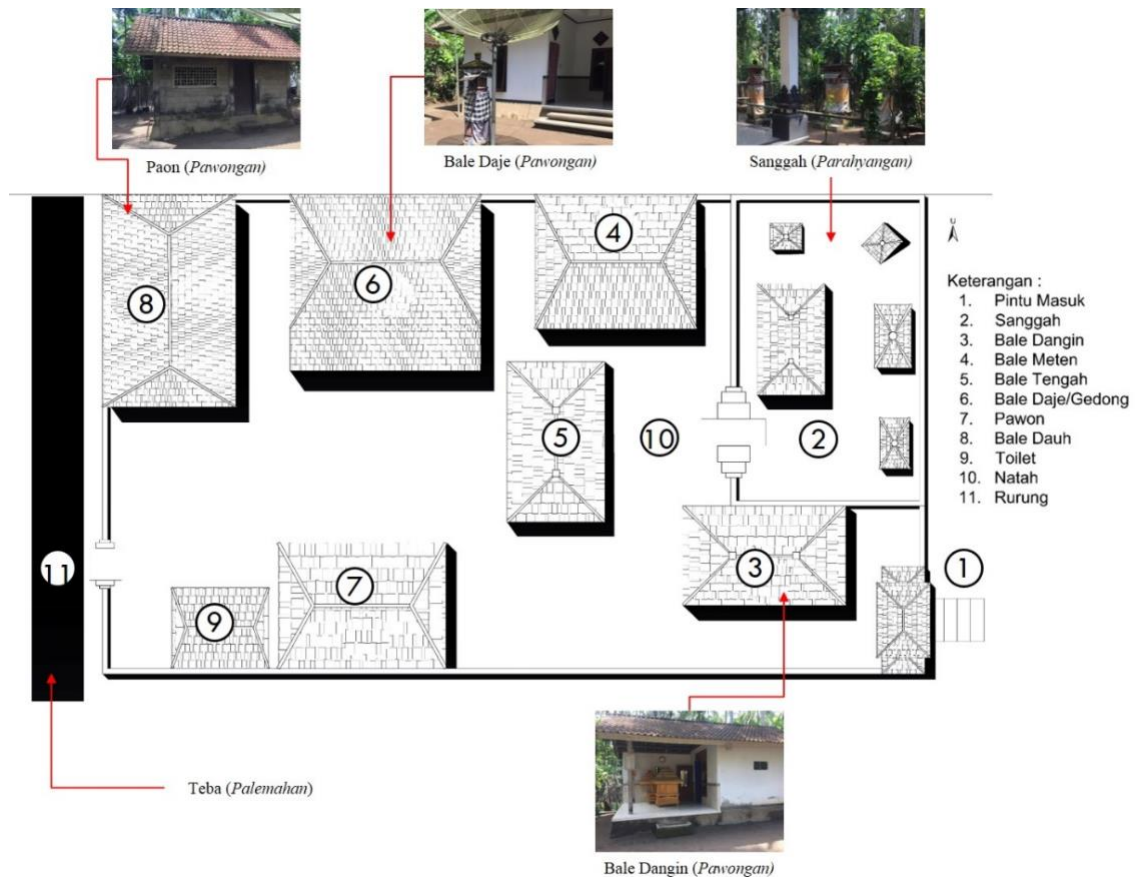 Paon (Pawongan)
Bale Daje (Pawongan)
Sanggah (Parahyangan)
U
Keterangan :
1. Pintu Masuk
2. Sanggah
3. Bale Dangin
4. Bale Meten
5. Bale Tengah
6. Bale Daje/Gedong
7. Pawon
8. Bale Dauh
9. Toilet
10. Natah
11. Rurung
4
6
8
5
10
2
11
7
3
1
9
Teba (Palemahan)
Bale Dangin (Pawongan)